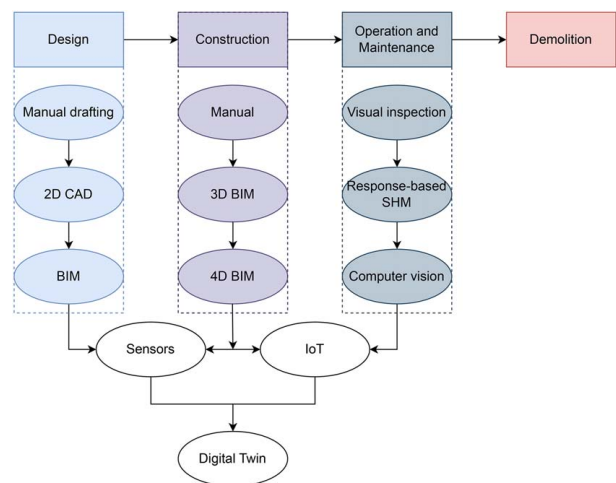 Design
Construction
Operation and
Maintenance
Demolition
Manual drafting
Manual
Visual inspection
2D CAD
3D BIM
Response-based
SHM
BIM
4D BIM
Computer vision
Sensors
IoT
Digital Twin